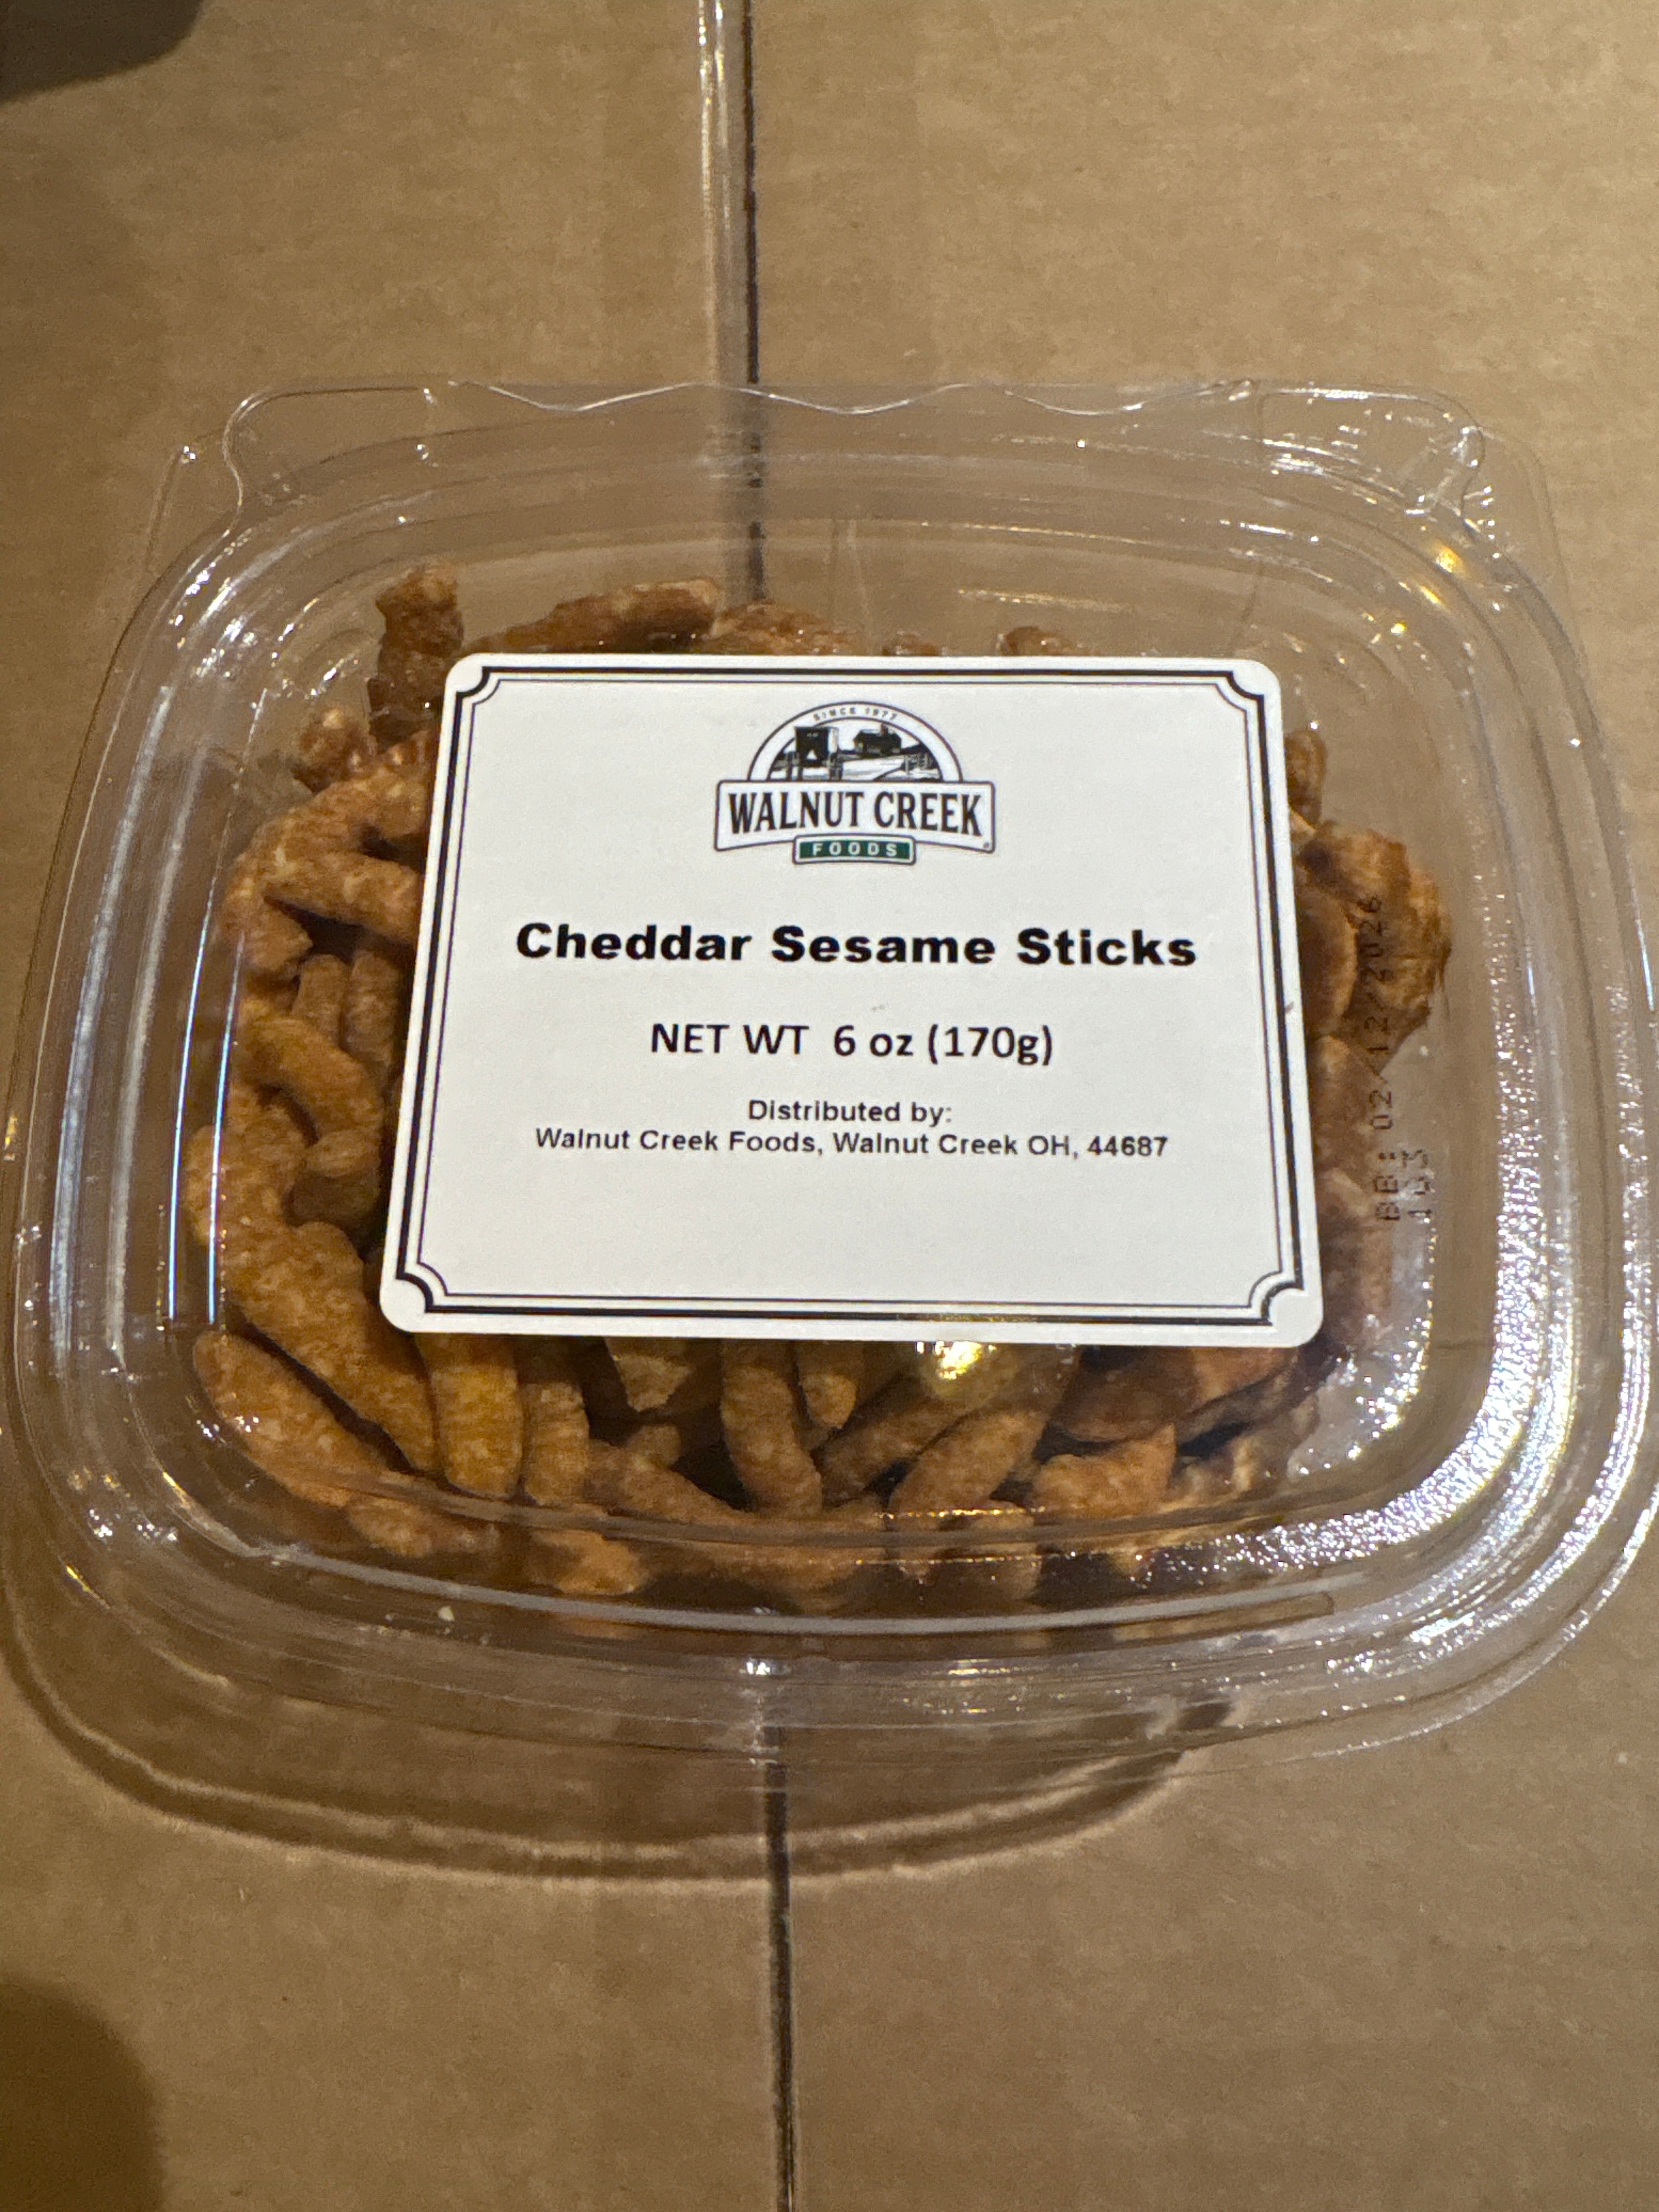 SINCE 1977
WALNUT CREEK
FOODS
Cheddar Sesame Sticks
NET WT 6 oz (170g)
Distributed by:
Walnut Creek Foods, Walnut Creek OH, 44687
BB: 02/12/2026
103